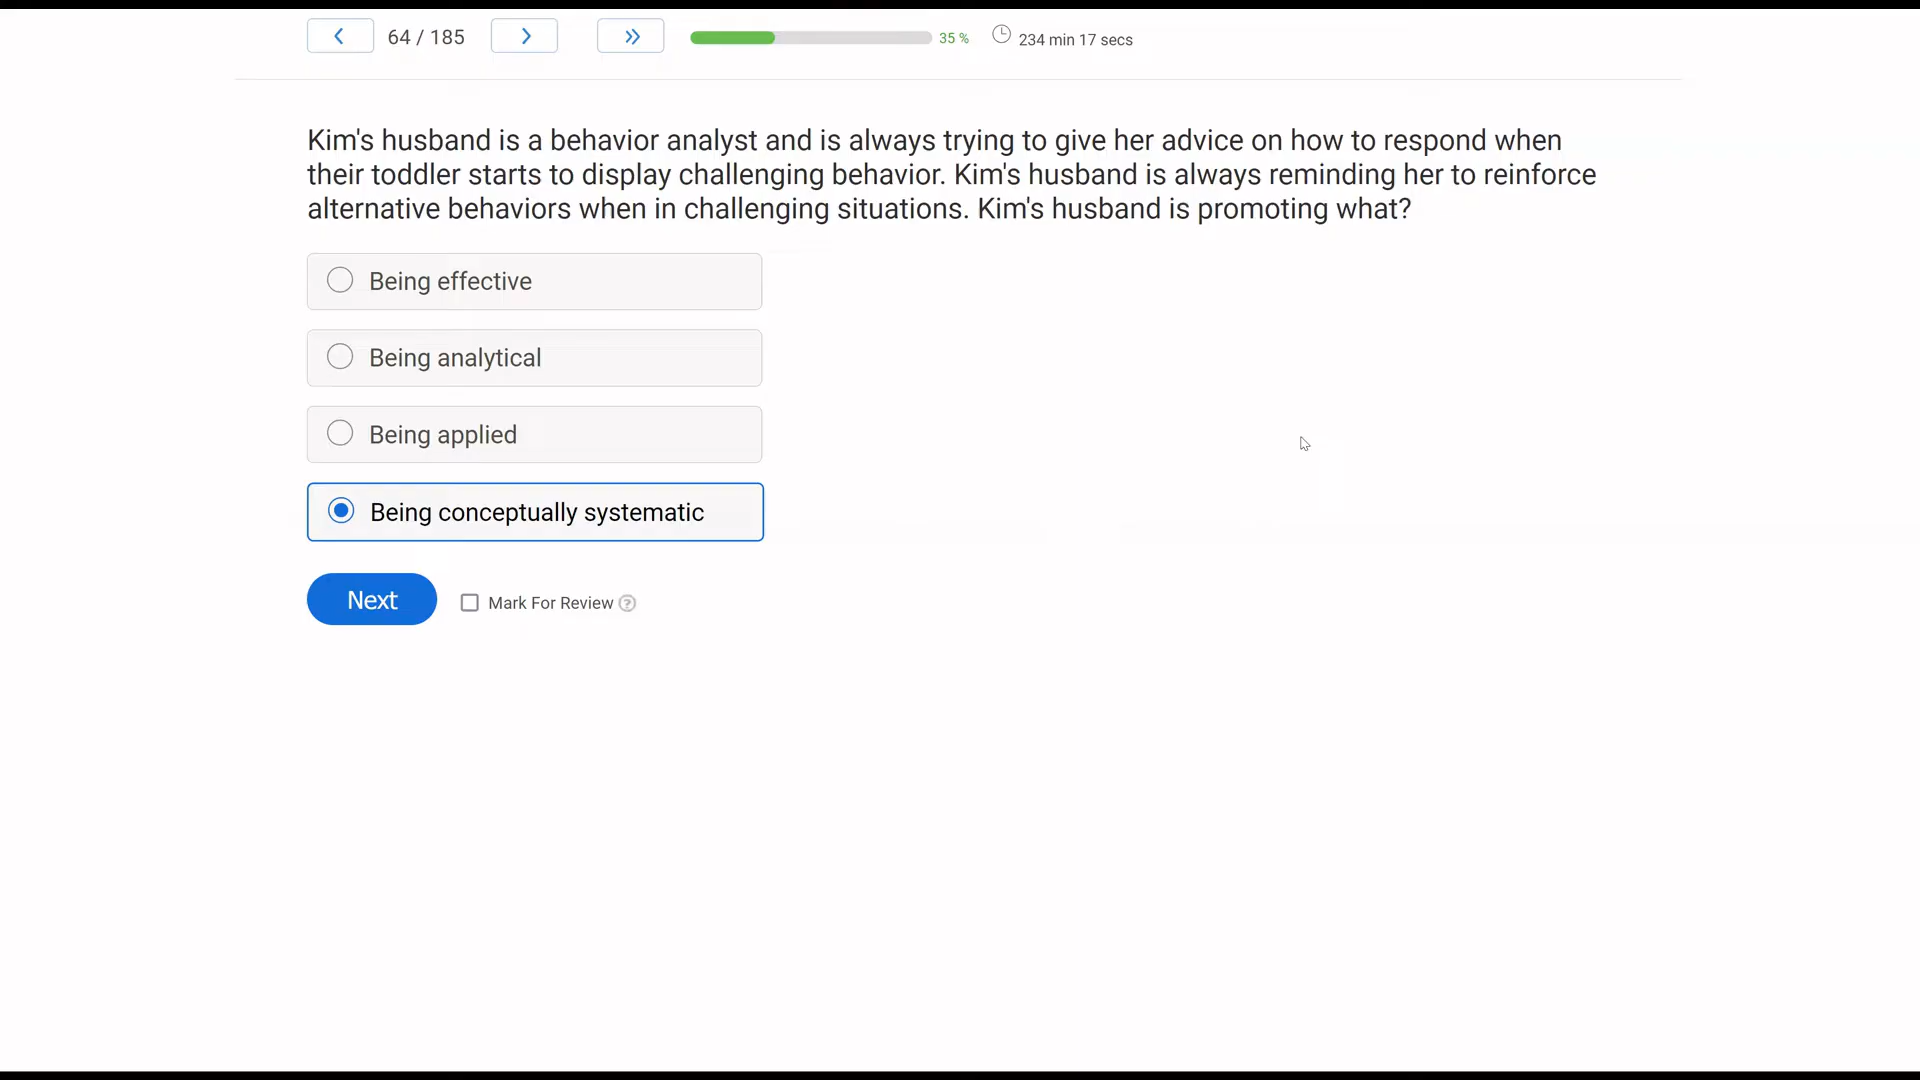 64 / 185
35 %
234 min 17 secs
Kim's husband is a behavior analyst and is always trying to give her advice on how to respond when
their toddler starts to display challenging behavior. Kim's husband is always reminding her to reinforce
alternative behaviors when in challenging situations. Kim's husband is promoting what?
Being effective
Being analytical
Being applied
Being conceptually systematic
Next
Mark For Review ?